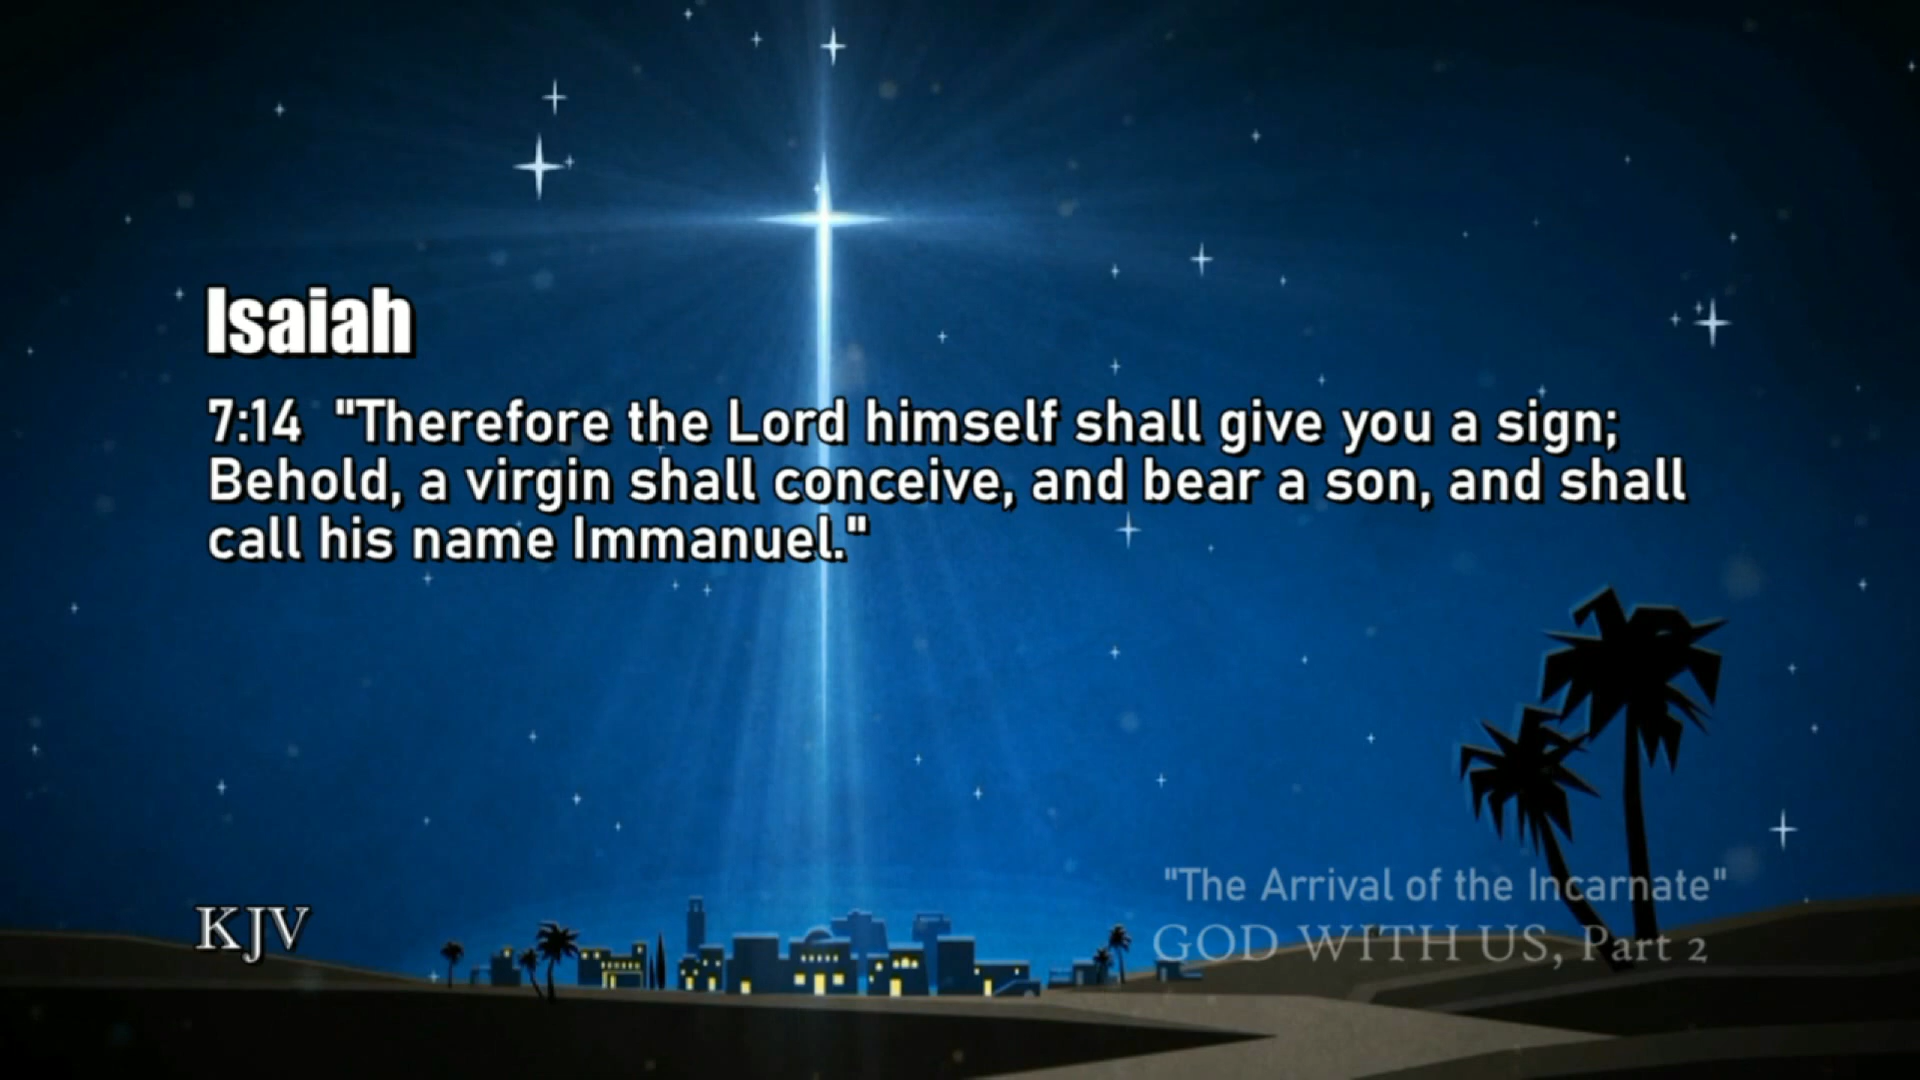 Isaiah
7:14 "Therefore the Lord himself shall give you a sign;
Behold, a virgin shall conceive, and bear a son, and shall
call his name Immanuel."
"The Arrival of the Incarnate"
GOD WITH US, Part 2
KJV